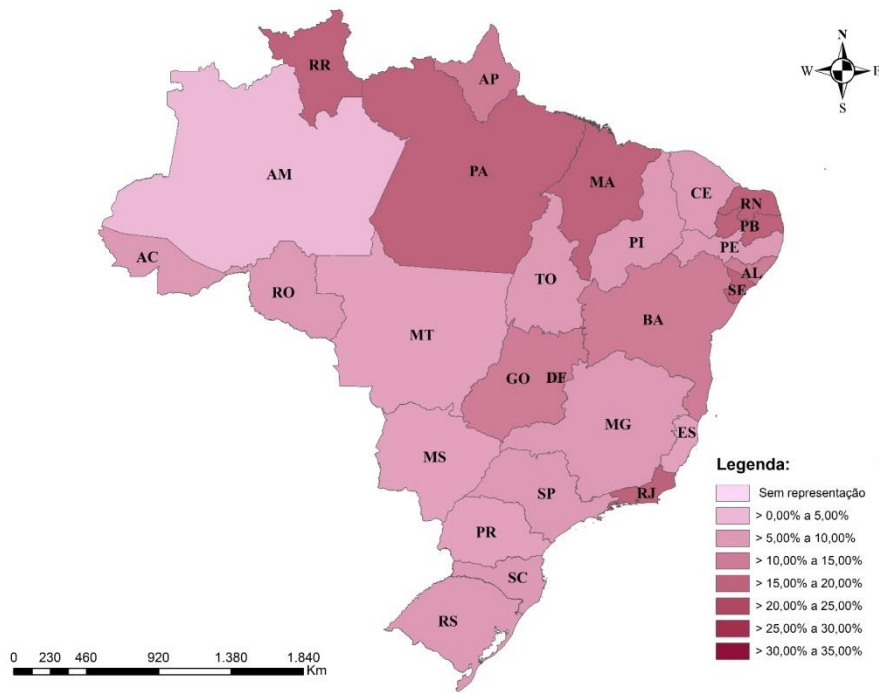 N
W E
S
RR
AP
AM
PA
MA
CE
RN
PB
PI
PE
AC
AL
TO
SE
RO
BA
MT
GO
DF
MG
ES
MS
SP
RJ
PR
SC
RS
Legenda:
Sem representação
> 0,00% a 5,00%
> 5,00% a 10,00%
> 10,00% a 15,00%
> 15,00% a 20,00%
> 20,00% a 25,00%
> 25,00% a 30,00%
> 30,00% a 35,00%
0 230 460 920 1.380 1.840
Km